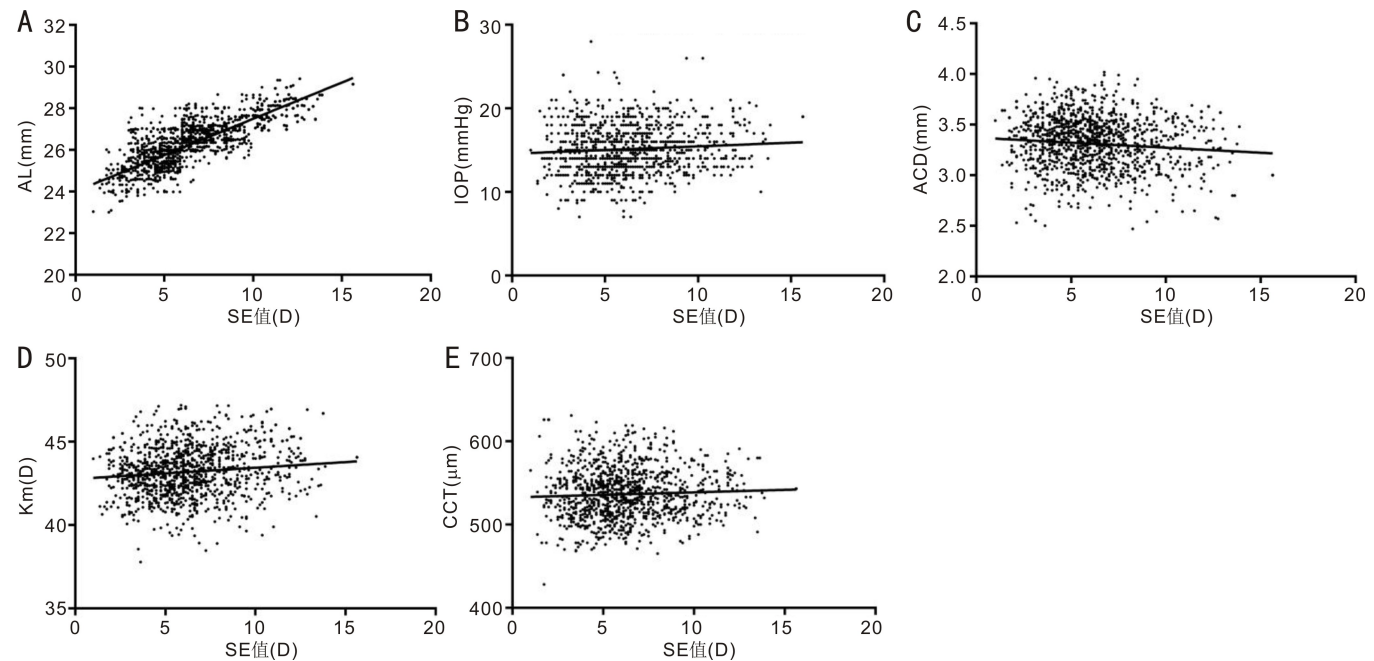 A
AL(mm)
32
30
28
26
24
22
20
0 5 10 15 20
SE值(D)
B
IOP(mmHg)
30
20
10
0
0 5 10 15 20
SE值(D)
C
ACD(mm)
4.5
4.0
3.5
3.0
2.5
2.0
0 5 10 15 20
SE值(D)
D
Km(D)
50
45
40
35
0 5 10 15 20
SE值(D)
E
CCT(μm)
700
600
500
400
0 5 10 15 20
SE值(D)